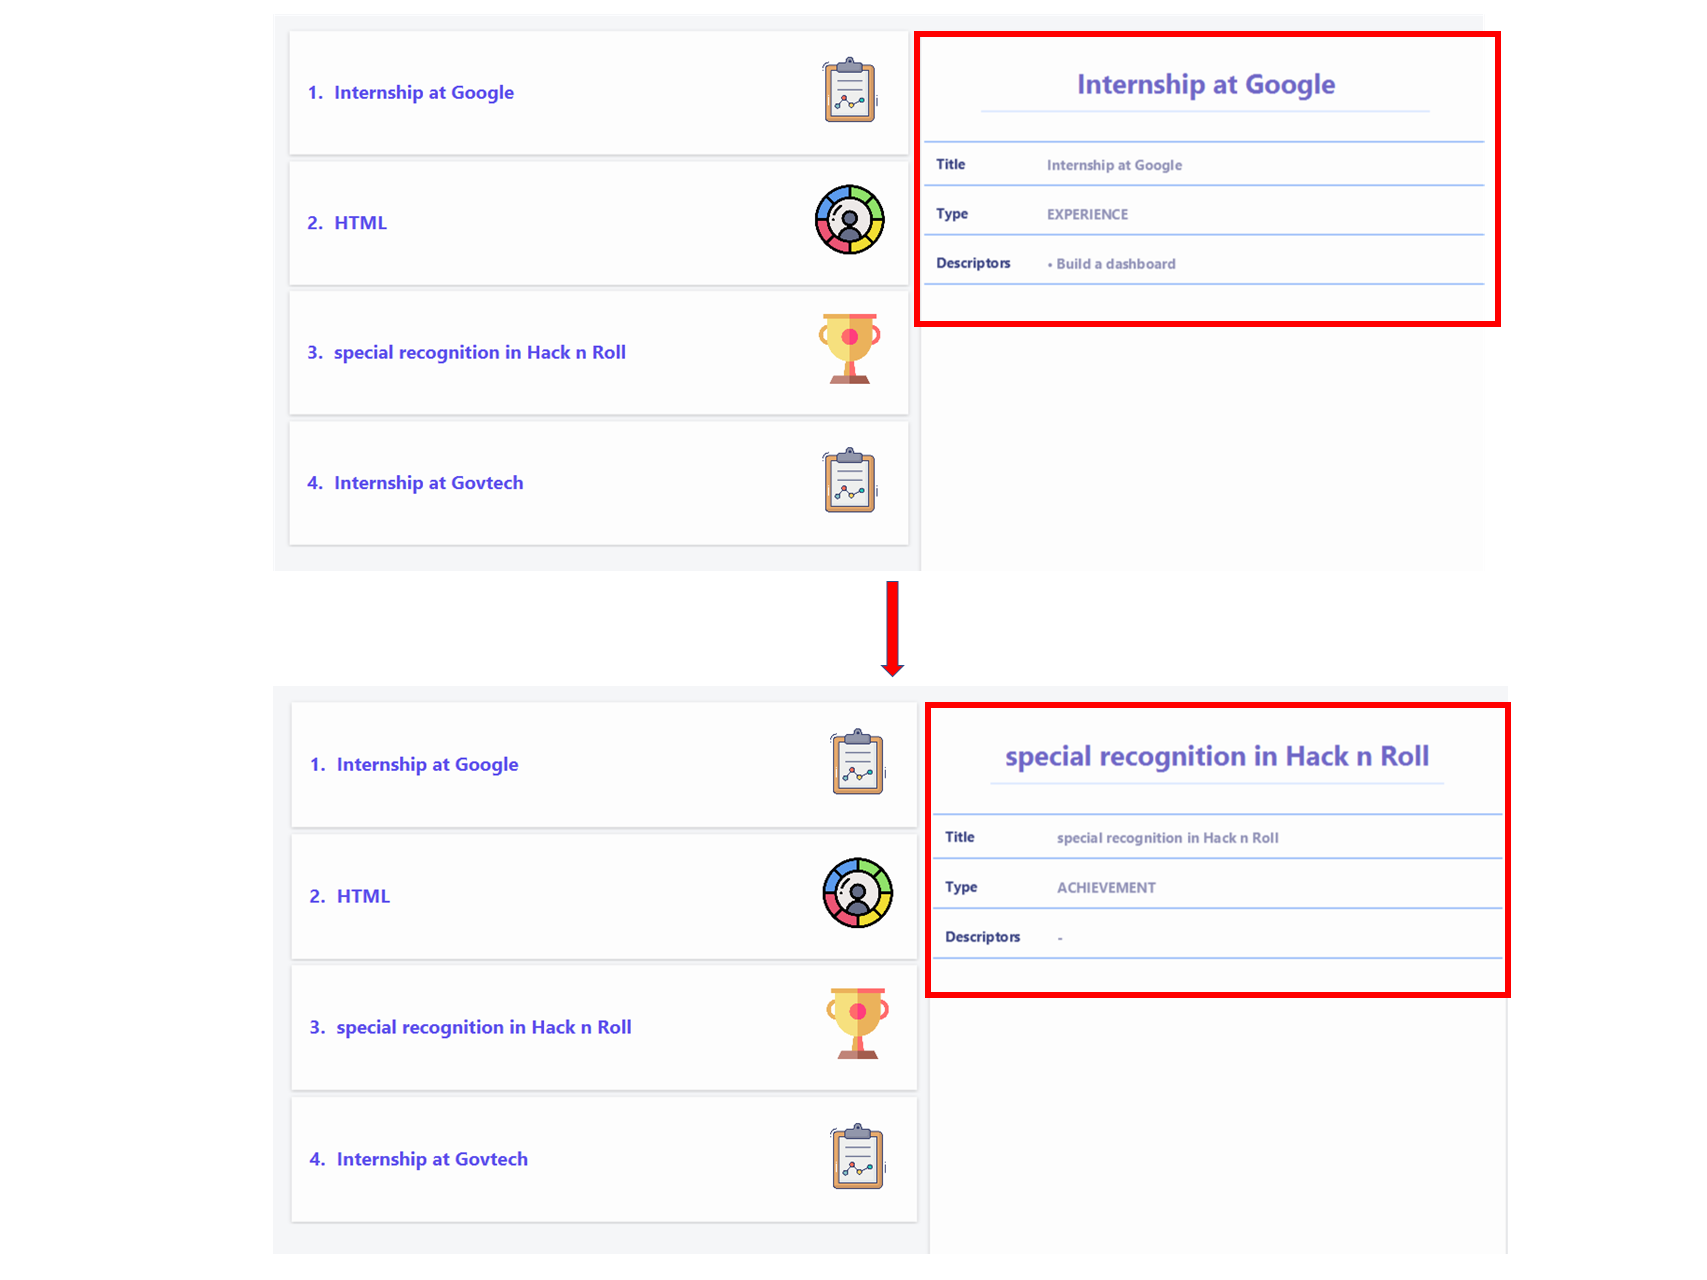 1. Internship at Google
2. HTML
3. special recognition in Hack n Roll
4. Internship at Govtech
Internship at Google
Title Internship at Google
Type EXPERIENCE
Descriptors • Build a dashboard
1. Internship at Google
2. HTML
3. special recognition in Hack n Roll
4. Internship at Govtech
special recognition in Hack n Roll
Title special recognition in Hack n Roll
Type ACHIEVEMENT
Descriptors -